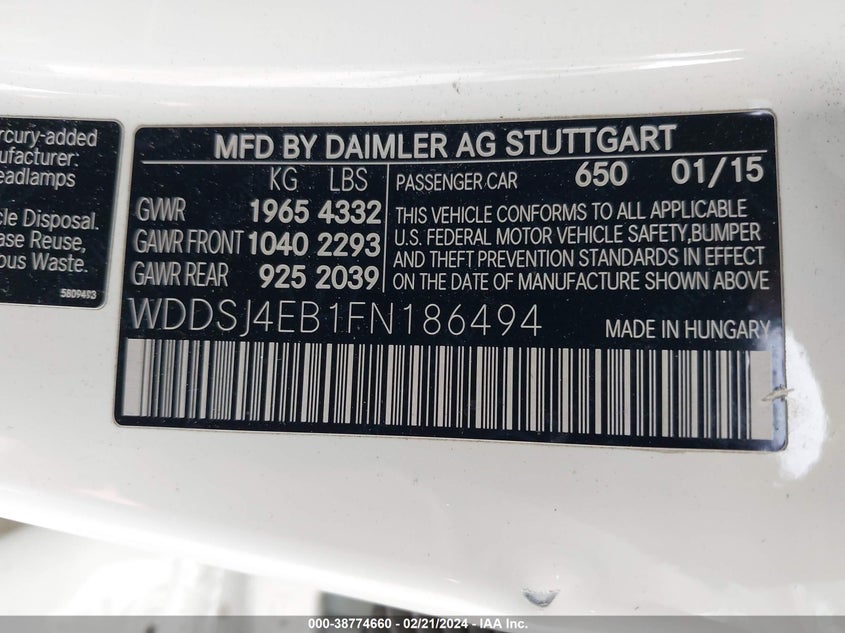 rcury-added
nufacturer:
eadlamps
cle Disposal.
ase Reuse,
ous Waste.
5809493
MFD BY DAIMLER AG STUTTGART
KG LBS
GWWR 1965 4332
GAWR FRONT 1040 2293
GAWR REAR 925 2039
PASSENGER CAR 650 01/15
THIS VEHICLE CONFORMS TO ALL APPLICABLE
U.S. FEDERAL MOTOR VEHICLE SAFETY,BUMPER
AND THEFT PREVENTION STANDARDS IN EFFECT
ON THE DATE OF MANUFACTURE SHOWN ABOVE
WDDSJ4EB1FN186494 MADE IN HUNGARY
000-38774660 - 02/21/2024 - IAA Inc.